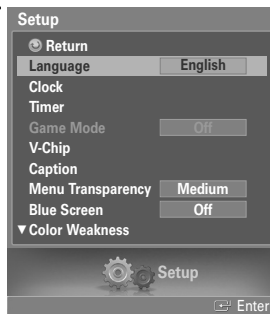 Setup
Return
Language English
Clock
Timer
Game Mode Off
V-Chip
Caption
Menu Transparency Medium
Blue Screen Off
▼ Color Weakness
Setup
Enter